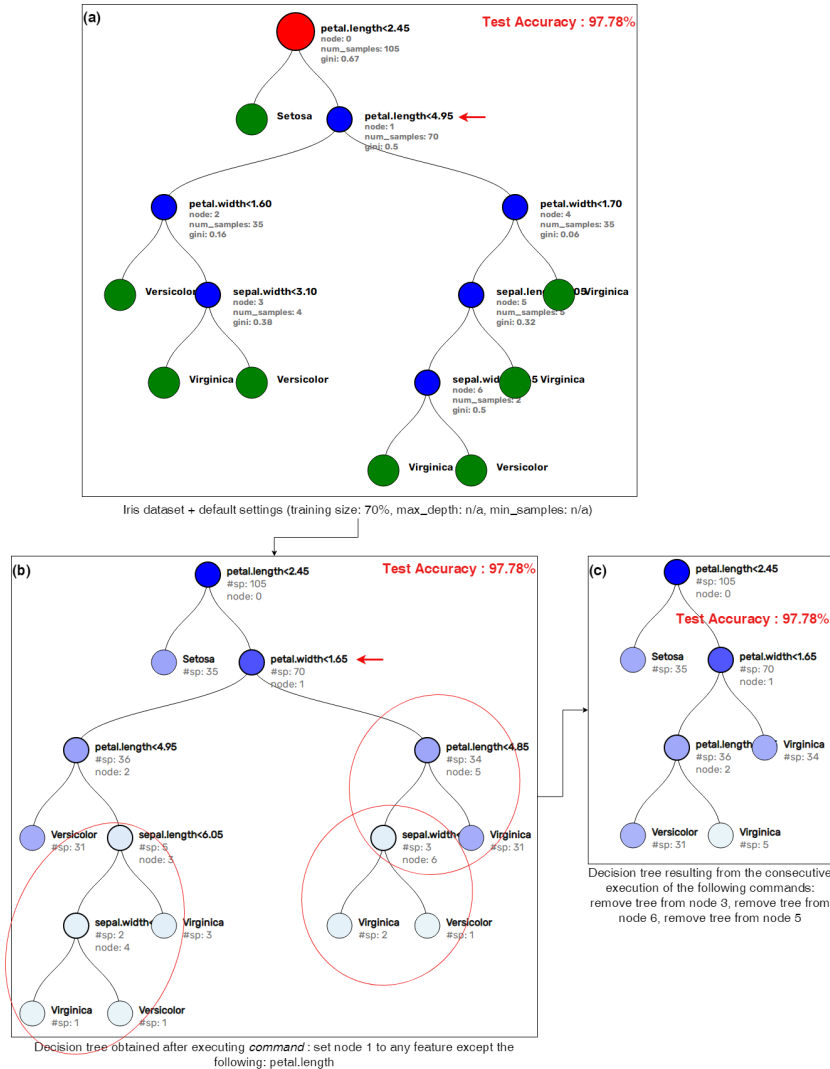 (a)
Test Accuracy : 97.78%
petal.length<2.45
node: 0
num_samples: 105
gini: 0.67
Setosa
petal.length<4.95
node: 1
num_samples: 70
gini: 0.5
petal.width<1.60
node: 2
num_samples: 35
gini: 0.16
petal.width<1.70
node: 4
num_samples: 35
gini: 0.06
Versicolor
sepal.width<3.10
node: 3
num_samples: 4
gini: 0.38
node: 5
num_samples: 5
gini: 0.32
Virginica
Virginica
Versicolor
node: 6
num_samples: 2
gini: 0.5
Virginica
Virginica
Versicolor
Iris dataset + default settings (training size: 70%, max_depth: n/a, min_samples: n/a)
(b)
Test Accuracy : 97.78%
petal.length<2.45
#sp: 105
node: 0
Setosa
#sp: 35
petal.width<1.65
#sp: 70
node: 1
petal.length<4.95
#sp: 36
node: 2
petal.length<4.85
#sp: 34
node: 5
Versicolor
#sp: 31
sepal.length<6.05
#sp: 5
node: 3
sepal.width<
#sp: 3
node: 6
Virginica
#sp: 31
sepal.width<
#sp: 2
node: 4
Virginica
#sp: 3
Virginica
#sp: 2
Versicolor
#sp: 1
Virginica
#sp: 1
Versicolor
#sp: 1
Decision tree obtained after executing command : set node 1 to any feature except the
following: petal.length
(c)
petal.length<2.45
#sp: 105
node: 0
Test Accuracy : 97.78%
Setosa
#sp: 35
petal.width<1.65
#sp: 70
node: 1
petal.length
#sp: 36
node: 2
Virginica
#sp: 34
Versicolor
#sp: 31
Virginica
#sp: 5
Decision tree resulting from the consecutive
execution of the following commands:
remove tree from node 3, remove tree from
node 6, remove tree from node 5